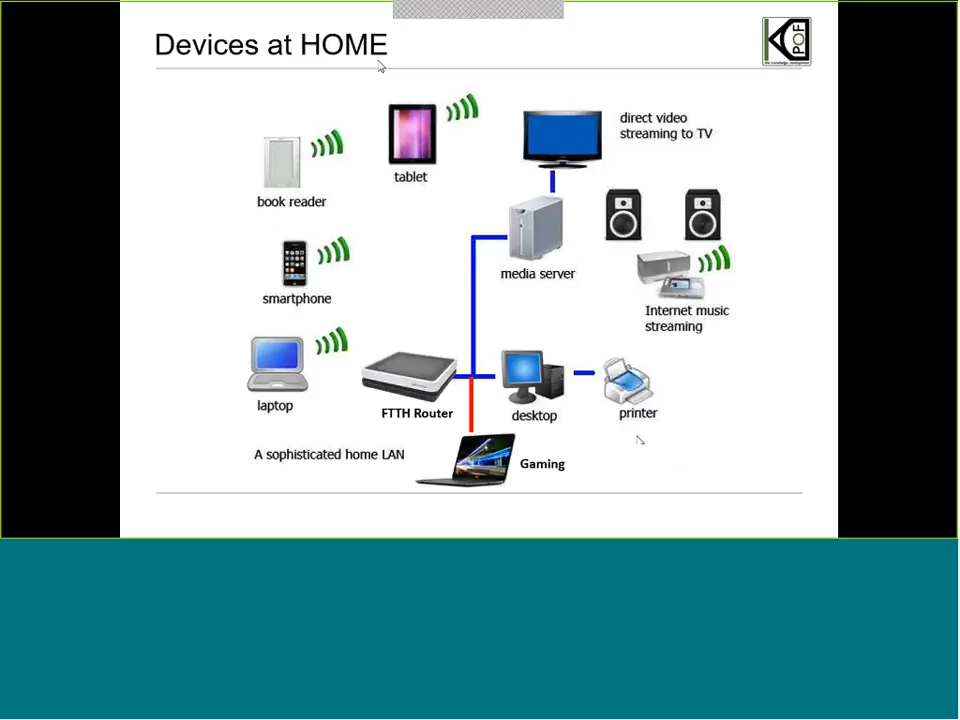 Devices at HOME
KDPOF
direct video
streaming to TV
tablet
book reader
media server
smartphone
Internet music
streaming
laptop
FTTH Router
desktop
printer
A sophisticated home LAN
Gaming